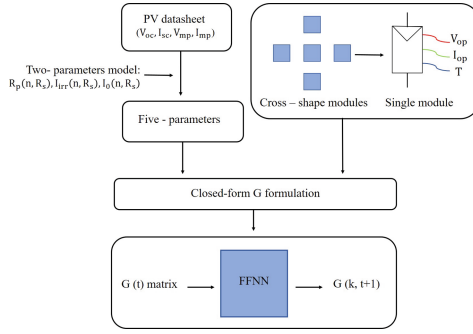 PV datasheet
(V_oc, I_sc, V_mp, I_mp)
Two- parameters model:
R_p(n, R_s), I_irr(n, R_s), I_0(n, R_s)
Five - parameters
V_op
I_op
T
Cross – shape modules
Single module
Closed-form G formulation
G (t) matrix
FFNN
G (k, t+1)